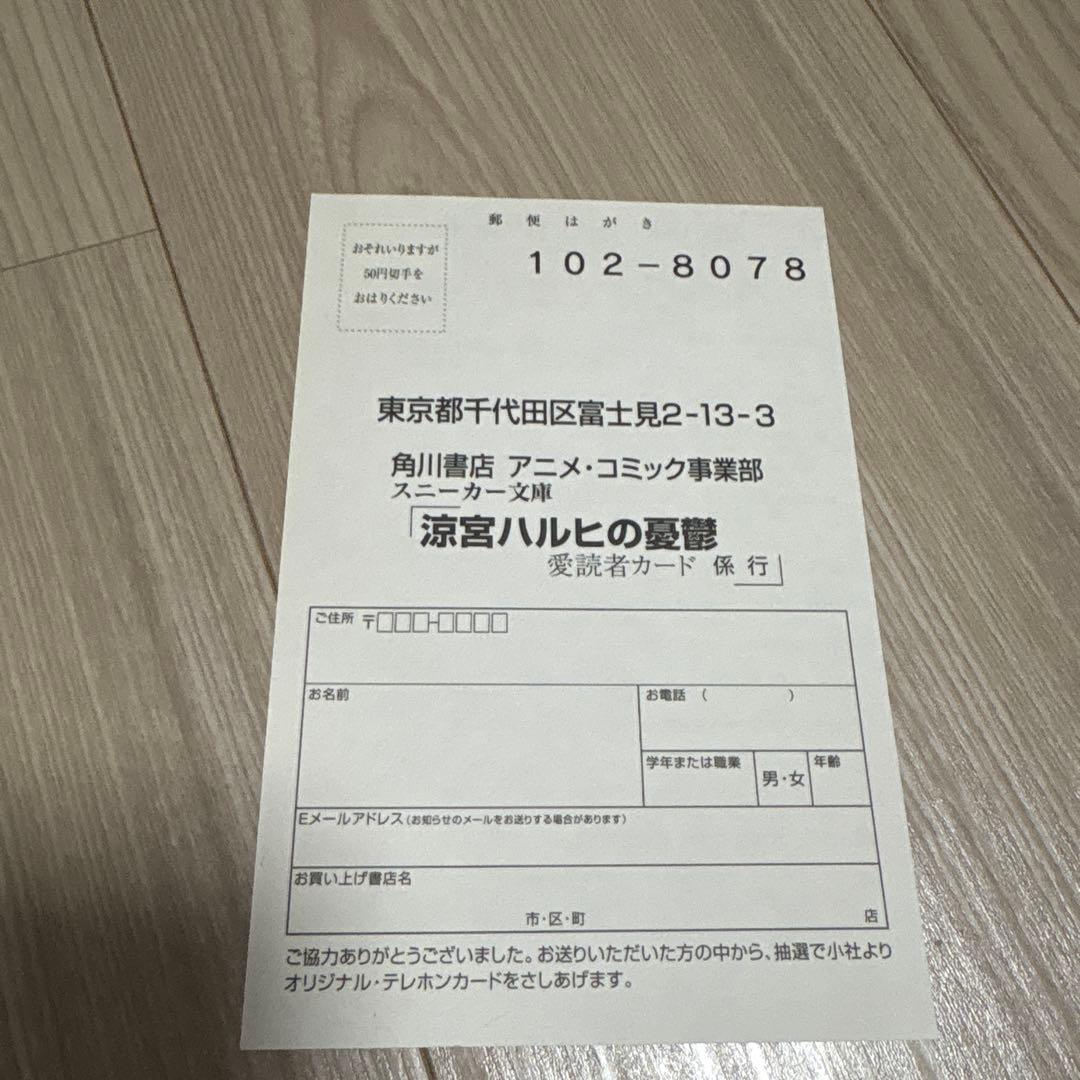 郵便はがき
おそれいりますが
50円切手を
おはりください
102-8078
東京都千代田区富士見2-13-3
角川書店 アニメ・コミック事業部
スニーカー文庫
「涼宮ハルヒの憂鬱
愛読者カード 係 行」
ご住所 〒□□□-□□□□
お名前
お電話 ( )
学年または職業
男・女
年齢
Eメールアドレス(お知らせのメールをお送りする場合があります)
お買い上げ書店名
市・区・町 店
ご協力ありがとうございました。お送りいただいた方の中から、抽選で小社より
オリジナル・テレホンカードをさしあげます。